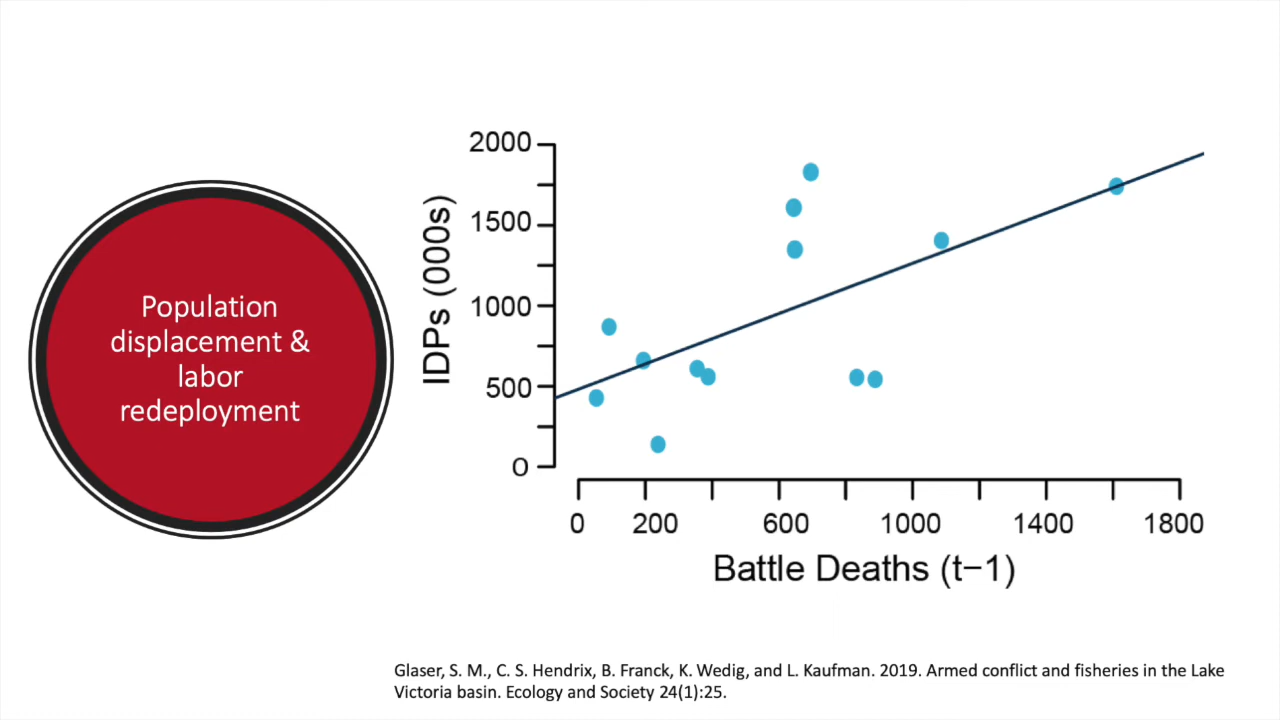 Population
displacement &
labor
redeployment
IDPs (000s)
2000
1500
1000
500
0
0 200 600 1000 1400 1800
Battle Deaths (t−1)
Glaser, S. M., C. S. Hendrix, B. Franck, K. Wedig, and L. Kaufman. 2019. Armed conflict and fisheries in the Lake
Victoria basin. Ecology and Society 24(1):25.